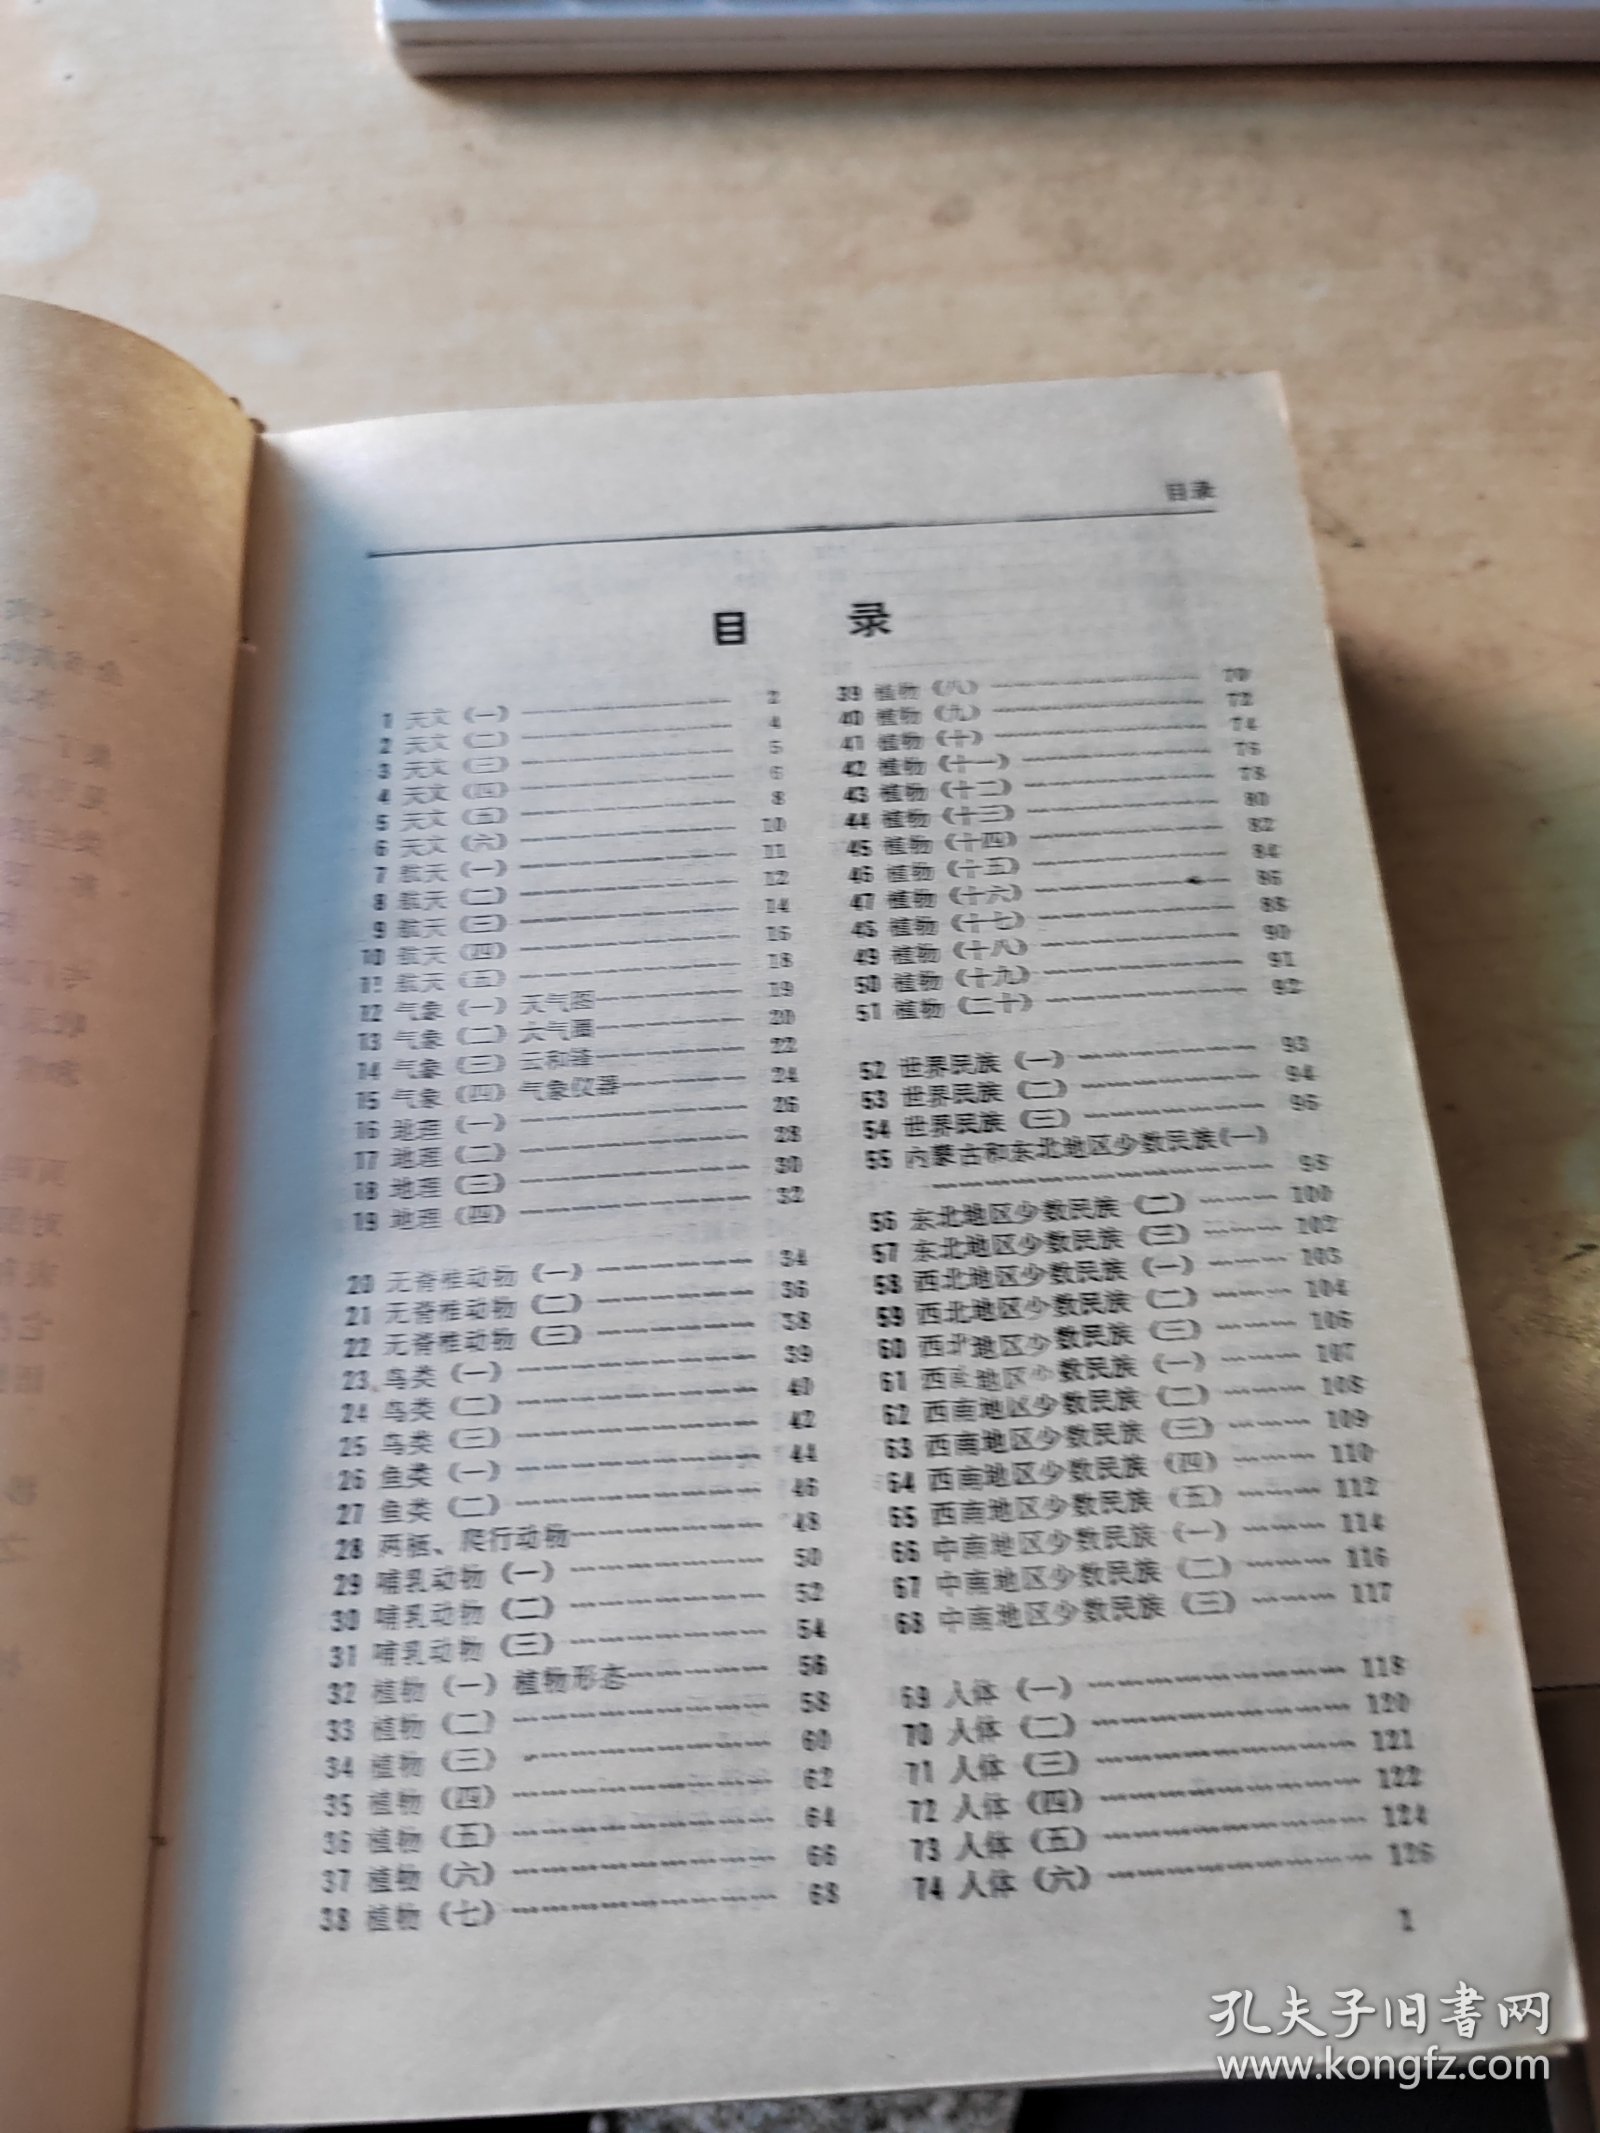 目录
目 录
1 天文（一） 2
2 天文（二） 4
3 天文（三） 5
4 天文（四） 6
5 天文（五） 8
6 天文（六） 10
7 航天（一） 11
8 航天（二） 12
9 航天（三） 14
10 航天（四） 16
11 航天（五） 18
12 气象（一）天气图 19
13 气象（二）大气圈 20
14 气象（三）云和锋 22
15 气象（四）气象仪器 24
16 地理（一） 26
17 地理（二） 28
18 地理（三） 30
19 地理（四） 32
20 无脊椎动物（一） 34
21 无脊椎动物（二） 36
22 无脊椎动物（三） 38
23 鸟类（一） 39
24 鸟类（二） 40
25 鸟类（三） 42
26 鱼类（一） 44
27 鱼类（二） 46
28 两栖、爬行动物 48
29 哺乳动物（一） 50
30 哺乳动物（二） 52
31 哺乳动物（三） 54
32 植物（一）植物形态 56
33 植物（二） 58
34 植物（三） 60
35 植物（四） 62
36 植物（五） 64
37 植物（六） 66
38 植物（七） 68
39 植物（八） 70
40 植物（九） 72
41 植物（十） 74
42 植物（十一） 76
43 植物（十二） 78
44 植物（十三） 80
45 植物（十四） 82
46 植物（十五） 84
47 植物（十六） 86
48 植物（十七） 88
49 植物（十八） 90
50 植物（十九） 91
51 植物（二十） 92
52 世界民族（一） 93
53 世界民族（二） 94
54 世界民族（三） 96
55 内蒙古和东北地区少数民族（一）
98
56 东北地区少数民族（二） 100
57 东北地区少数民族（三） 102
58 西北地区少数民族（一） 103
59 西北地区少数民族（二） 104
60 西北地区少数民族（三） 106
61 西南地区少数民族（一） 107
62 西南地区少数民族（二） 108
63 西南地区少数民族（三） 109
64 西南地区少数民族（四） 110
65 西南地区少数民族（五） 112
66 中南地区少数民族（一） 114
67 中南地区少数民族（二） 116
68 中南地区少数民族（三） 117
69 人体（一） 118
70 人体（二） 120
71 人体（三） 121
72 人体（四） 122
73 人体（五） 124
74 人体（六） 126
1
孔夫子旧书网
www.kongfz.com